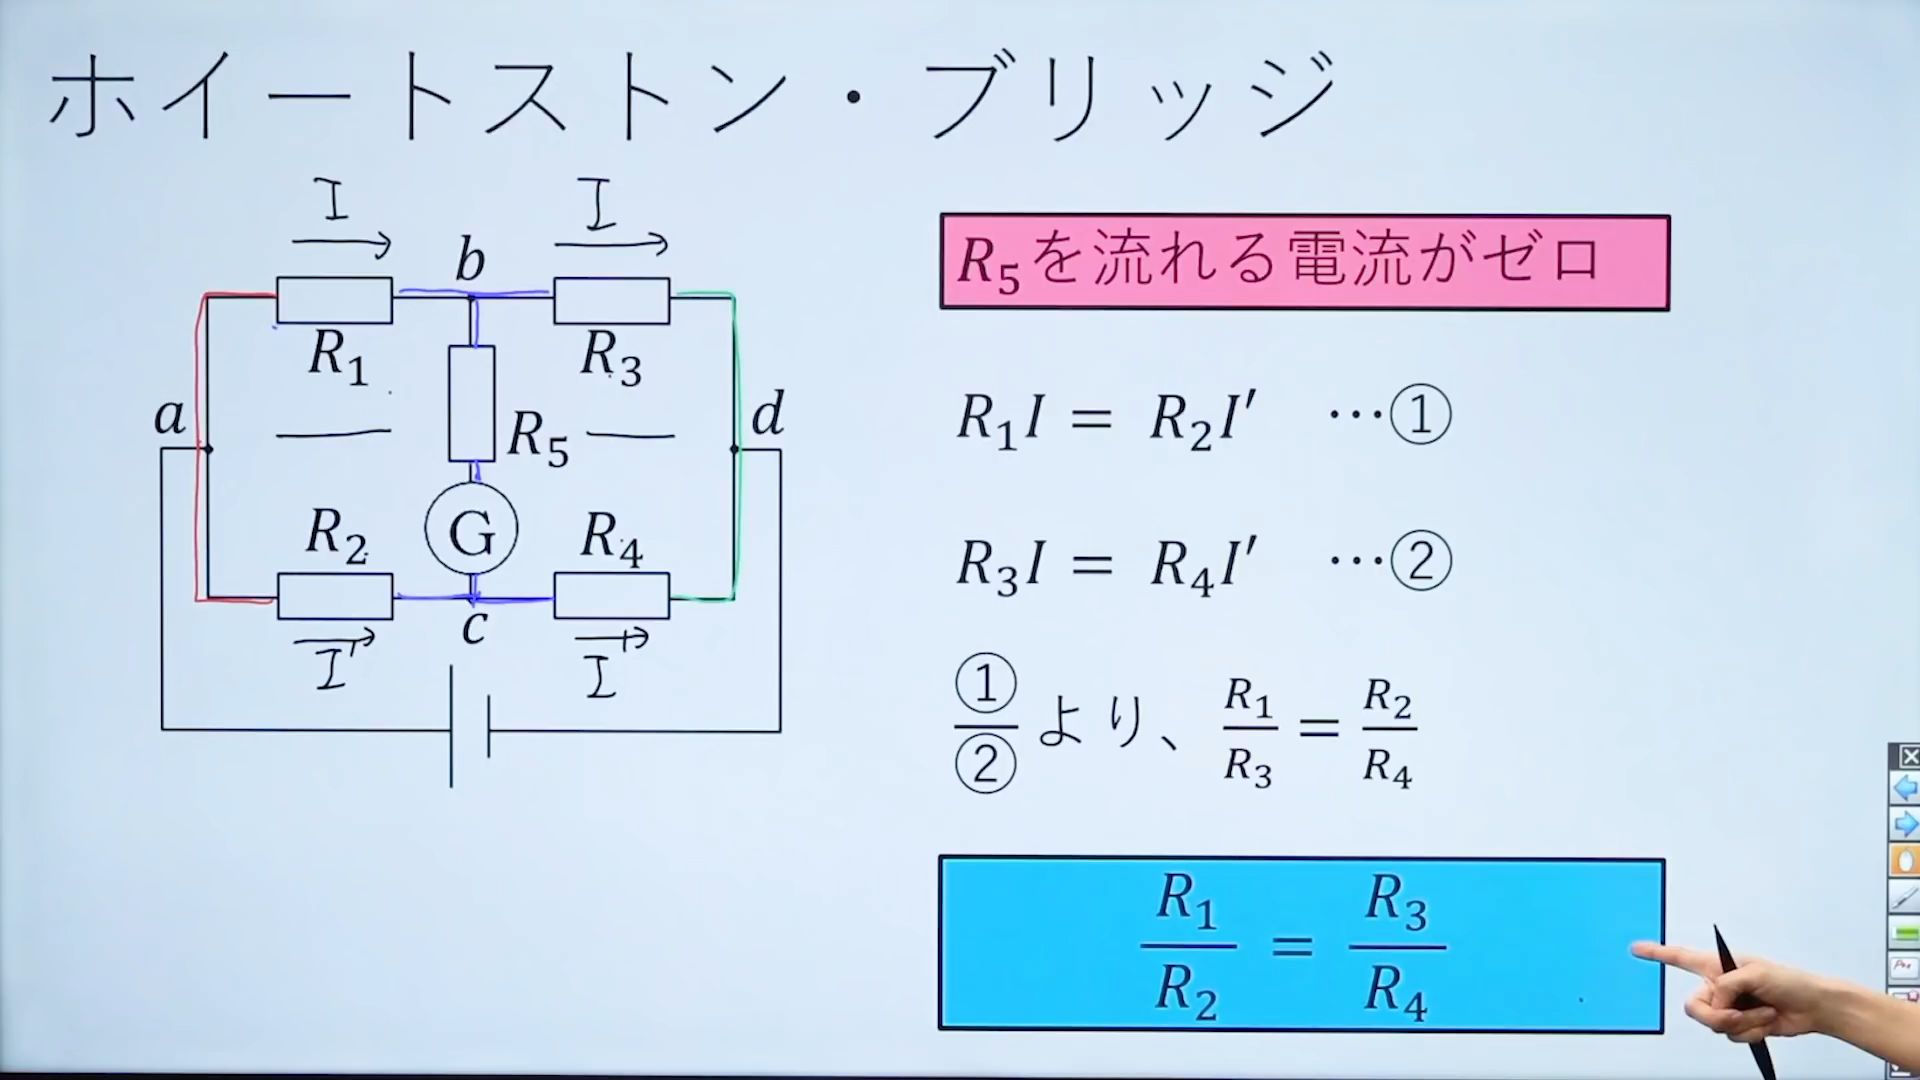 ホイートストン・ブリッジ
I
I
b
R₁
R₃
a
d
R₅
R₂
G
R₄
c
I'
I'
R₅を流れる電流がゼロ
R₁I = R₂I′ …①
R₃I = R₄I′ …②
①/② より、 R₁/R₃ = R₂/R₄
R₁/R₂ = R₃/R₄